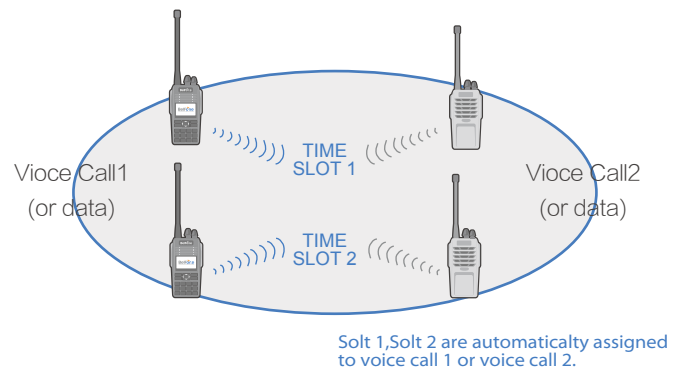 TIME
SLOT 1
Vioce Call1
(or data)
Vioce Call2
(or data)
TIME
SLOT 2
Solt 1,Solt 2 are automaticalty assigned
to voice call 1 or voice call 2.